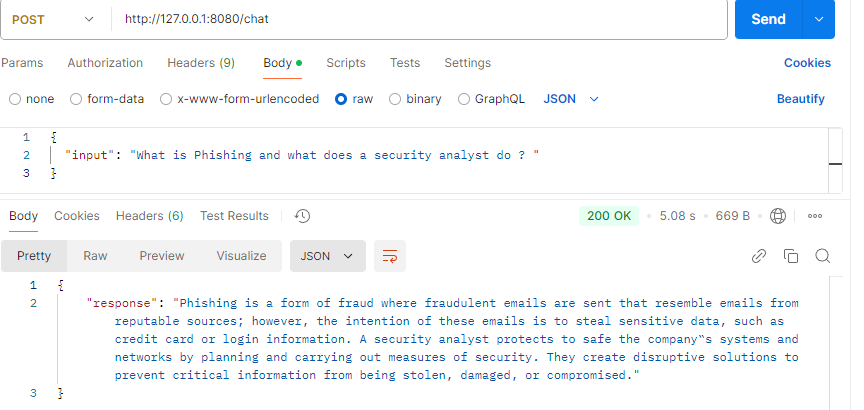 POST http://127.0.0.1:8080/chat Send
Params Authorization Headers (9) Body Scripts Tests Settings Cookies
none form-data x-www-form-urlencoded raw binary GraphQL JSON Beautify
1 {
2 "input": "What is Phishing and what does a security analyst do ? "
3 }
Body Cookies Headers (6) Test Results 200 OK 5.08 s 669 B
Pretty Raw Preview Visualize JSON
1 {
2 "response": "Phishing is a form of fraud where fraudulent emails are sent that resemble emails from
reputable sources; however, the intention of these emails is to steal sensitive data, such as
credit card or login information. A security analyst protects to safe the company‟s systems and
networks by planning and carrying out measures of security. They create disruptive solutions to
prevent critical information from being stolen, damaged, or compromised."
3 }